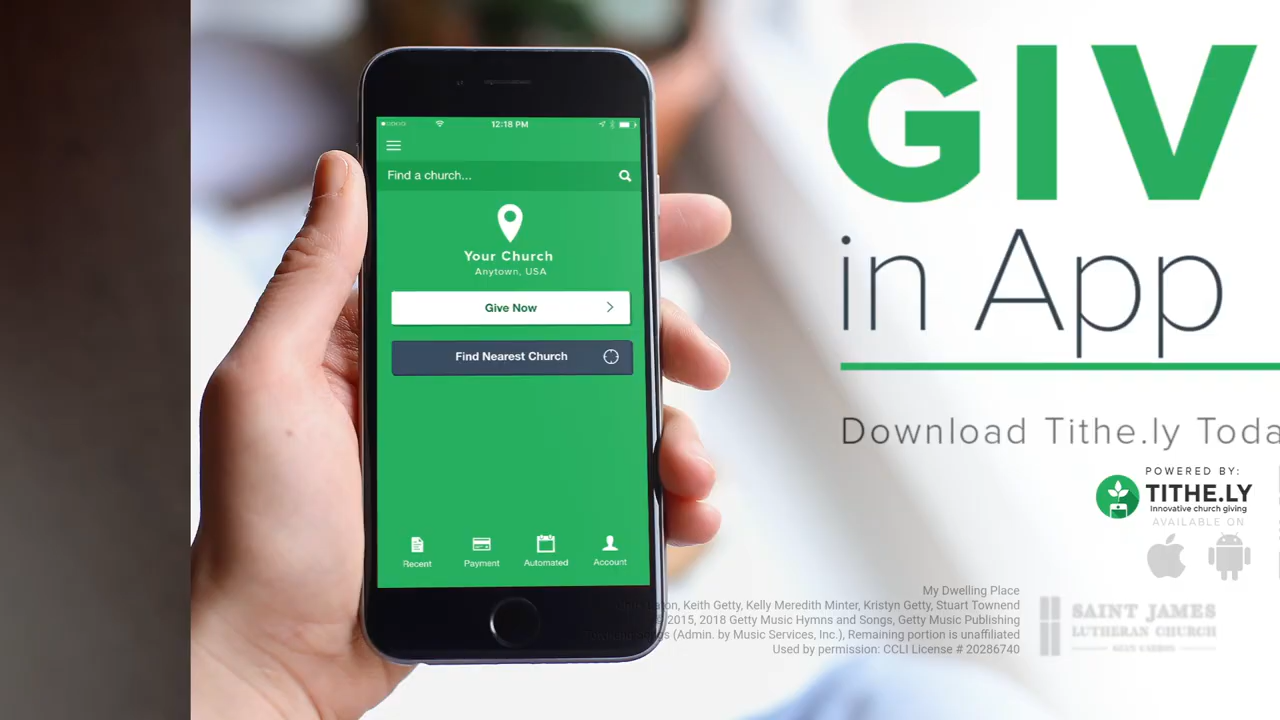 12:18 PM
Find a church...
Your Church
Anytown, USA
Give Now
Find Nearest Church
Recent
Payment
Automated
Account
GIV
in App
Download Tithe.ly Toda
POWERED BY:
TITHE.LY
Innovative church giving
AVAILABLE ON
My Dwelling Place
Keith Getty, Kelly Meredith Minter, Kristyn Getty, Stuart Townend
2015, 2018 Getty Music Hymns and Songs, Getty Music Publishing
(Admin. by Music Services, Inc.), Remaining portion is unaffiliated
Used by permission: CCLI License # 20286740
SAINT JAMES
LUTHERAN CHURCH